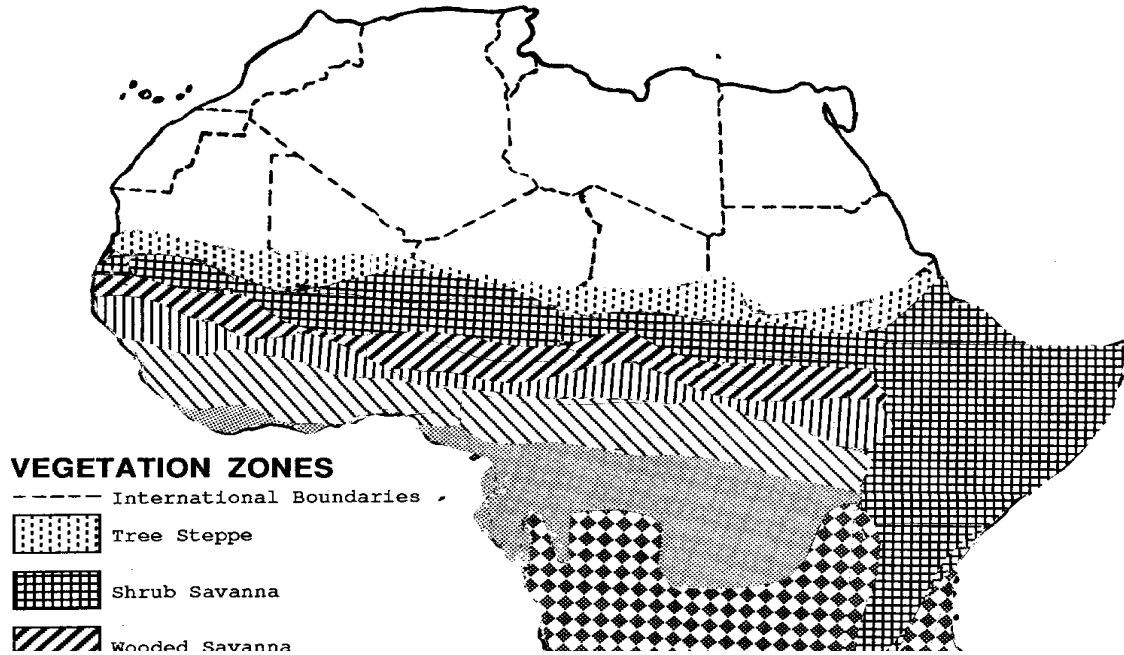 VEGETATION ZONES
International Boundaries
Tree Steppe
Shrub Savanna
Wooded Savanna